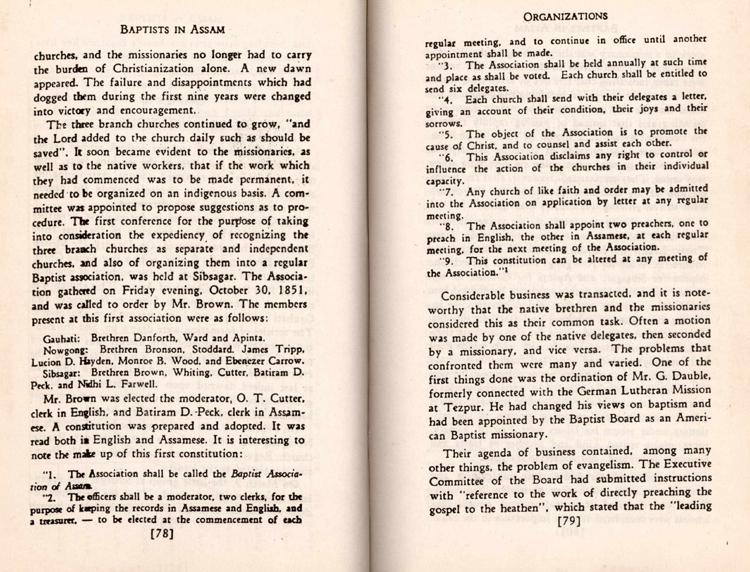 BAPTISTS IN ASSAM
churches, and the missionaries no longer had to carry
the burden of Christianization alone. A new dawn
appeared. The failure and disappointments which had
dogged them during the first nine years were changed
into victory and encouragement.
The three branch churches continued to grow, "and
the Lord added to the church daily such as should be
saved". It soon became evident to the missionaries, as
well as to the native workers, that if the work which
they had commenced was to be made permanent, it
needed to be organized on an indigenous basis. A com-
mittee was appointed to propose suggestions as to pro-
cedure. The first conference for the purpose of taking
into consideration the expediency of recognizing the
three branch churches as separate and independent
churches, and also of organizing them into a regular
Baptist association, was held at Sibsagar. The Associa-
tion gathered on Friday evening, October 30, 1851,
and was called to order by Mr. Brown. The members
present at this first association were as follows:
Gauhati: Brethren Danforth, Ward and Apinta.
Nowgong: Brethren Bronson, Stoddard, James Tripp,
Lucion D. Hayden, Monroe B. Wood, and Ebenezer Carrow.
Sibsagar: Brethren Brown, Whiting, Cutter, Batiram D.
Peck, and Nidhi L. Farwell.
Mr. Brown was elected the moderator, O. T. Cutter,
clerk in English, and Batiram D. Peck, clerk in Assam-
ese. A constitution was prepared and adopted. It was
read both in English and Assamese. It is interesting to
note the make up of this first constitution:
"1. The Association shall be called the Baptist Associa-
tion of Assam.
"2. The officers shall be a moderator, two clerks, for the
purpose of keeping the records in Assamese and English, and
a treasurer, — to be elected at the commencement of each
[78]
ORGANIZATIONS
regular meeting, and to continue in office until another
appointment shall be made.
"3. The Association shall be held annually at such time
and place as shall be voted. Each church shall be entitled to
send six delegates.
"4. Each church shall send with their delegates a letter,
giving an account of their condition, their joys and their
sorrows.
"5. The object of the Association is to promote the
cause of Christ, and to counsel and assist each other.
"6. This Association disclaims any right to control or
influence the action of the churches in their individual
capacity.
"7. Any church of like faith and order may be admitted
into the Association on application by letter at any regular
meeting.
"8. The Association shall appoint two preachers, one to
preach in English, the other in Assamese, at each regular
meeting, for the next meeting of the Association.
"9. This constitution can be altered at any meeting of
the Association."1
Considerable business was transacted, and it is note-
worthy that the native brethren and the missionaries
considered this as their common task. Often a motion
was made by one of the native delegates, then seconded
by a missionary, and vice versa. The problems that
confronted them were many and varied. One of the
first things done was the ordination of Mr. G. Dauble,
formerly connected with the German Lutheran Mission
at Tezpur. He had changed his views on baptism and
had been appointed by the Baptist Board as an Ameri-
can Baptist missionary.
Their agenda of business contained, among many
other things, the problem of evangelism. The Executive
Committee of the Board had submitted instructions
with "reference to the work of directly preaching the
gospel to the heathen", which stated that the "leading
[79]